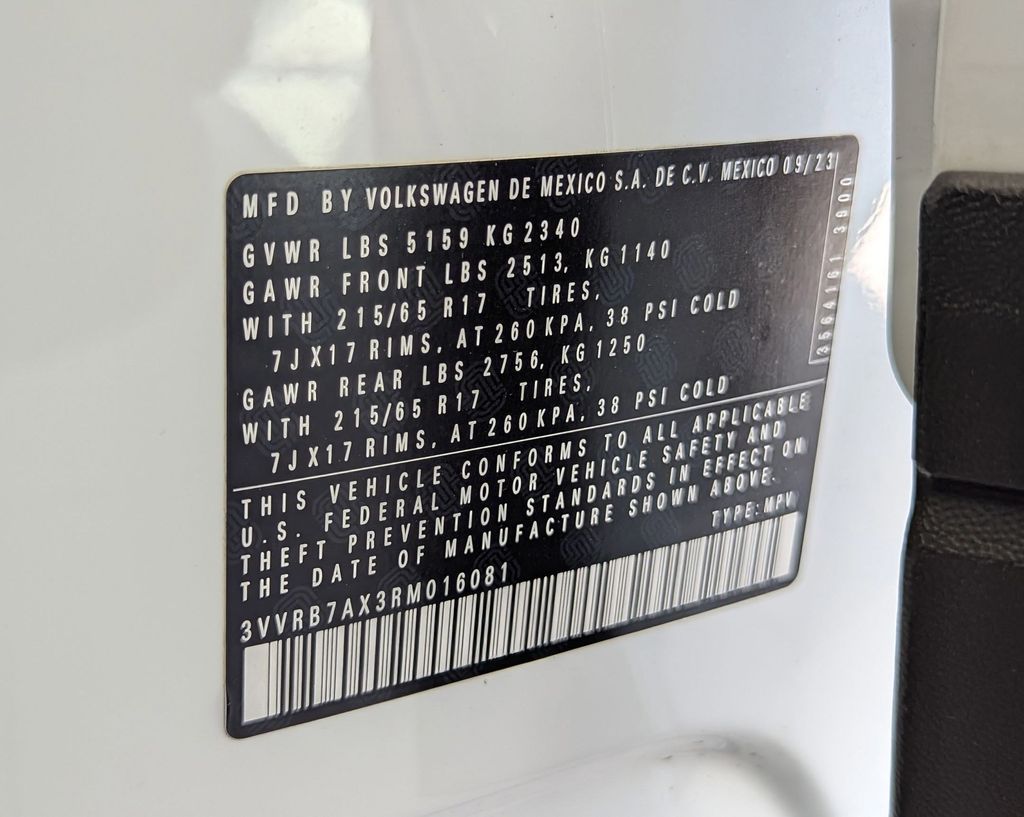 MFD BY VOLKSWAGEN DE MEXICO S.A. DE C.V. MEXICO 09/23
GVWR LBS 5159 KG 2340
GAWR FRONT LBS 2513, KG 1140
WITH 215/65 R17 TIRES,
7JX17 RIMS, AT 260 KPA, 38 PSI COLD
GAWR REAR LBS 2756, KG 1250
WITH 215/65 R17 TIRES,
7JX17 RIMS, AT 260 KPA, 38 PSI COLD
3564161 3900
THIS VEHICLE CONFORMS TO ALL APPLICABLE
U.S. FEDERAL MOTOR VEHICLE SAFETY AND
THEFT PREVENTION STANDARDS IN EFFECT ON
THE DATE OF MANUFACTURE SHOWN ABOVE.
3VVRB7AX3RM016081 TYPE: MPV